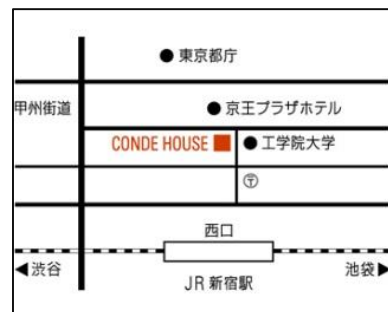 東京都庁
甲州街道
京王プラザホテル
CONDE HOUSE
工学院大学
〒
西口
渋谷
池袋
JR 新宿駅